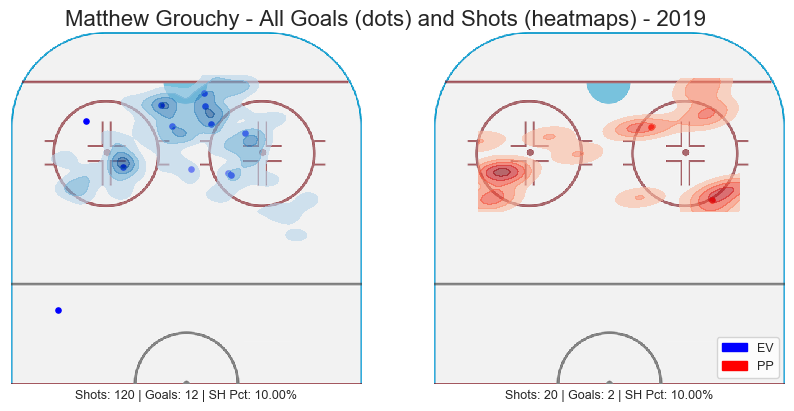 Matthew Grouchy - All Goals (dots) and Shots (heatmaps) - 2019
EV
PP
Shots: 120 | Goals: 12 | SH Pct: 10.00%
Shots: 20 | Goals: 2 | SH Pct: 10.00%